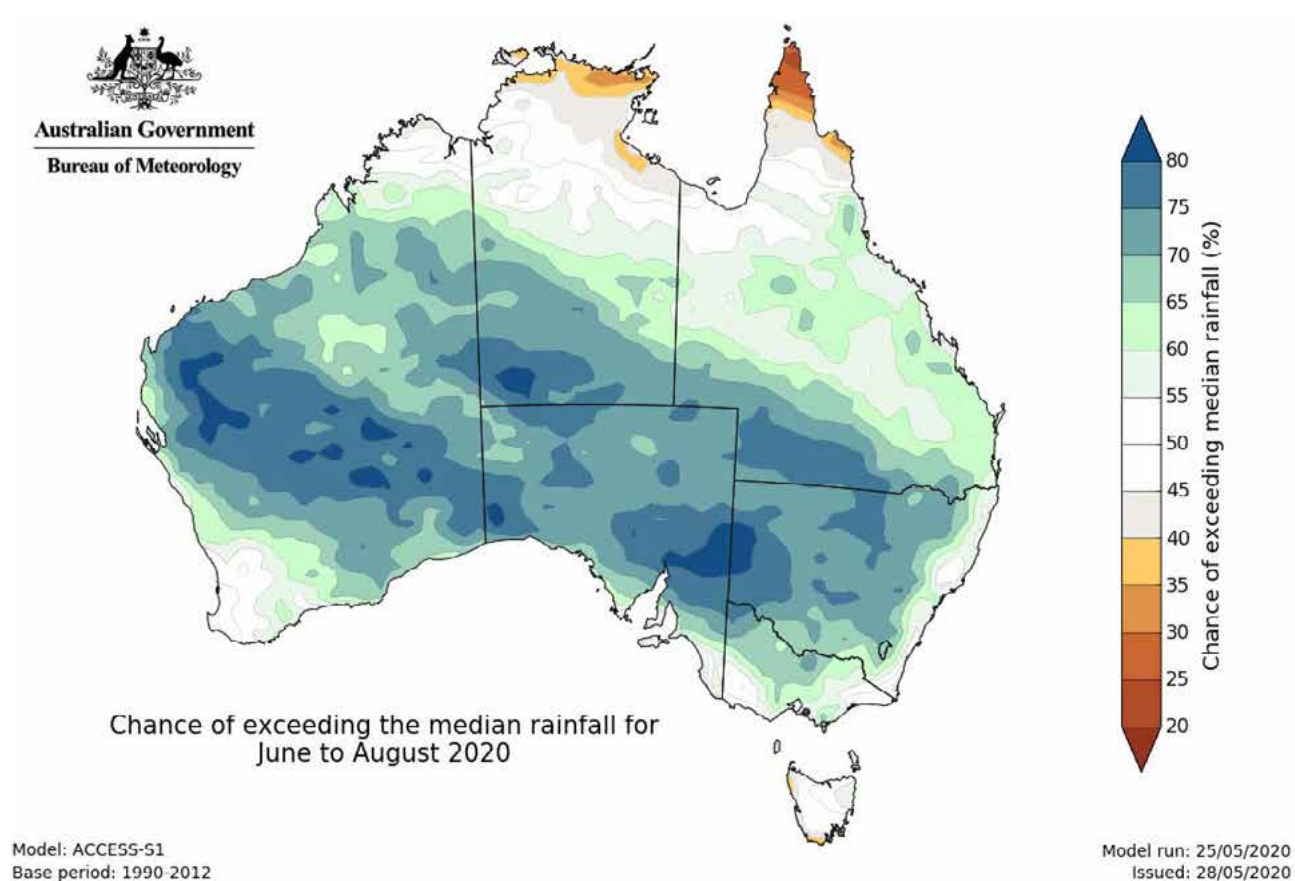 Australian Government
Bureau of Meteorology
80
75
70
65
60
55
50
45
40
35
30
25
20
Chance of exceeding median rainfall (%)
Chance of exceeding the median rainfall for
June to August 2020
Model: ACCESS-S1
Base period: 1990-2012
Model run: 25/05/2020
Issued: 28/05/2020